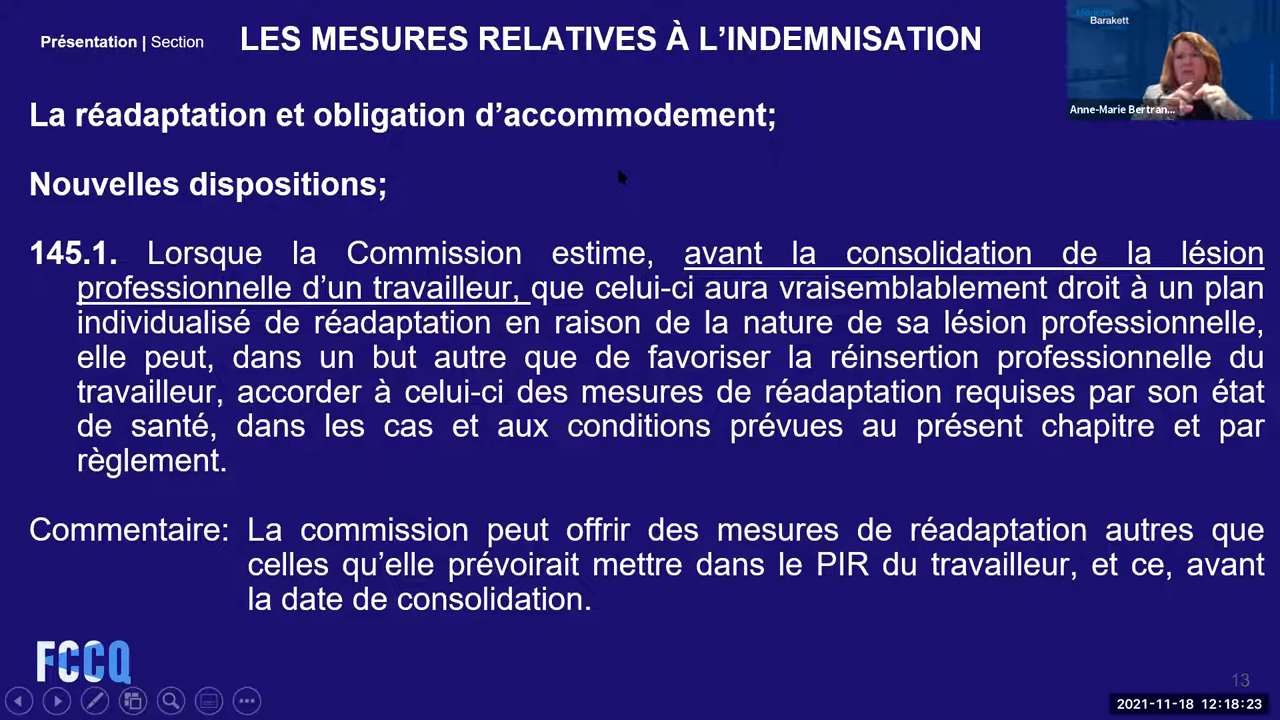 Présentation | Section
LES MESURES RELATIVES À L'INDEMNISATION
Barakett
Anne-Marie Bertran...
La réadaptation et obligation d'accommodement;
Nouvelles dispositions;
145.1. Lorsque la Commission estime, avant la consolidation de la lésion
professionnelle d'un travailleur, que celui-ci aura vraisemblablement droit à un plan
individualisé de réadaptation en raison de la nature de sa lésion professionnelle,
elle peut, dans un but autre que de favoriser la réinsertion professionnelle du
travailleur, accorder à celui-ci des mesures de réadaptation requises par son état
de santé, dans les cas et aux conditions prévues au présent chapitre et par
règlement.
Commentaire: La commission peut offrir des mesures de réadaptation autres que
celles qu'elle prévoirait mettre dans le PIR du travailleur, et ce, avant
la date de consolidation.
FCCQ
13
2021-11-18 12:18:23